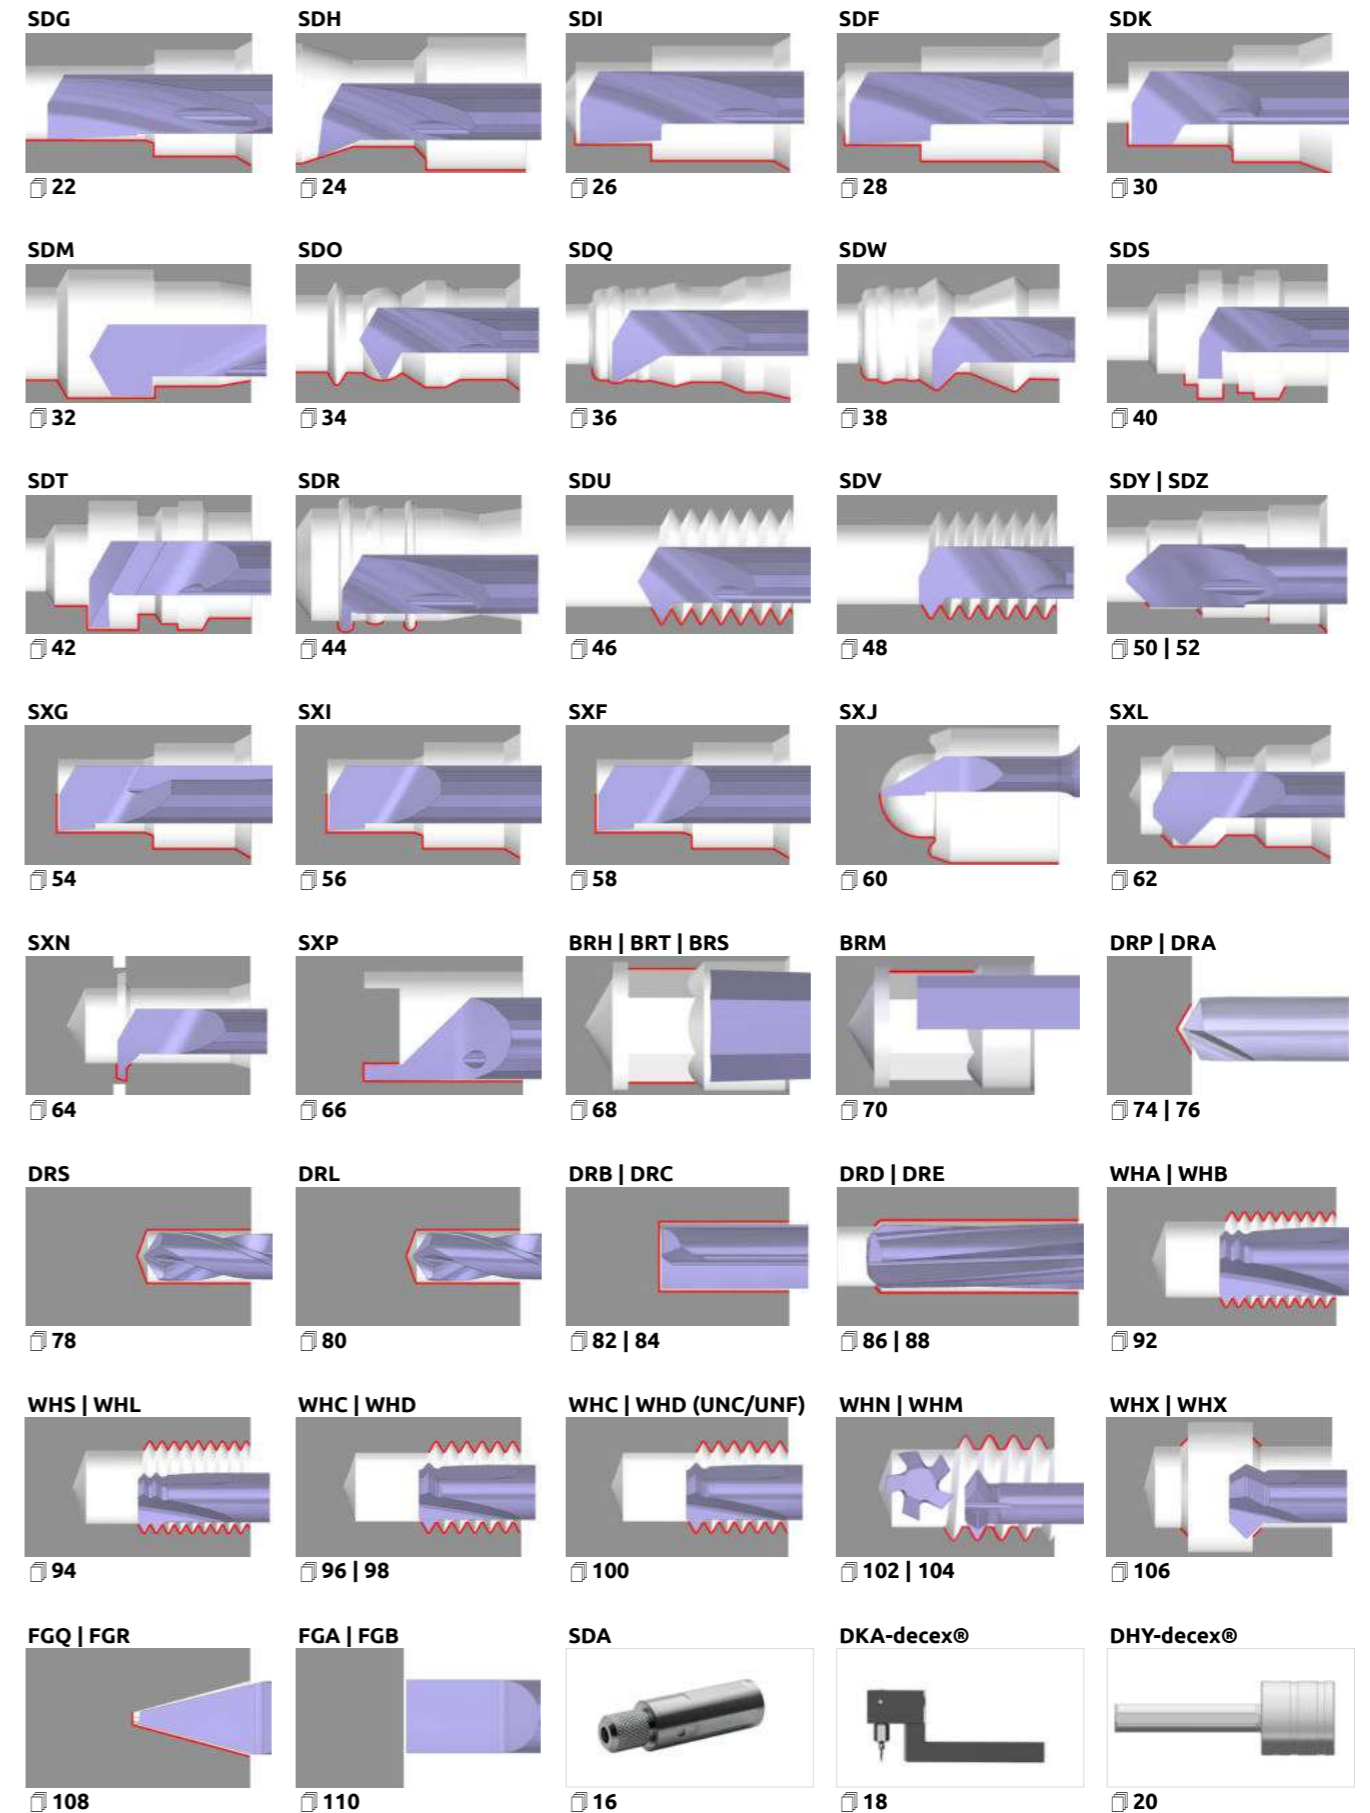 SDG SDH SDI SDF SDK
22 24 26 28 30
SDM SDO SDQ SDW SDS
32 34 36 38 40
SDT SDR SDU SDV SDY | SDZ
42 44 46 48 50 | 52
SXG SXI SXF SXJ SXL
54 56 58 60 62
SXN SXP BRH | BRT | BRS BRM DRP | DRA
64 66 68 70 74 | 76
DRS DRL DRB | DRC DRD | DRE WHA | WHB
78 80 82 | 84 86 | 88 92
WHS | WHL WHC | WHD WHC | WHD (UNC/UNF) WHN | WHM WHX | WHX
94 96 | 98 100 102 | 104 106
FGQ | FGR FGA | FGB SDA DKA-decex® DHY-decex®
108 110 16 18 20